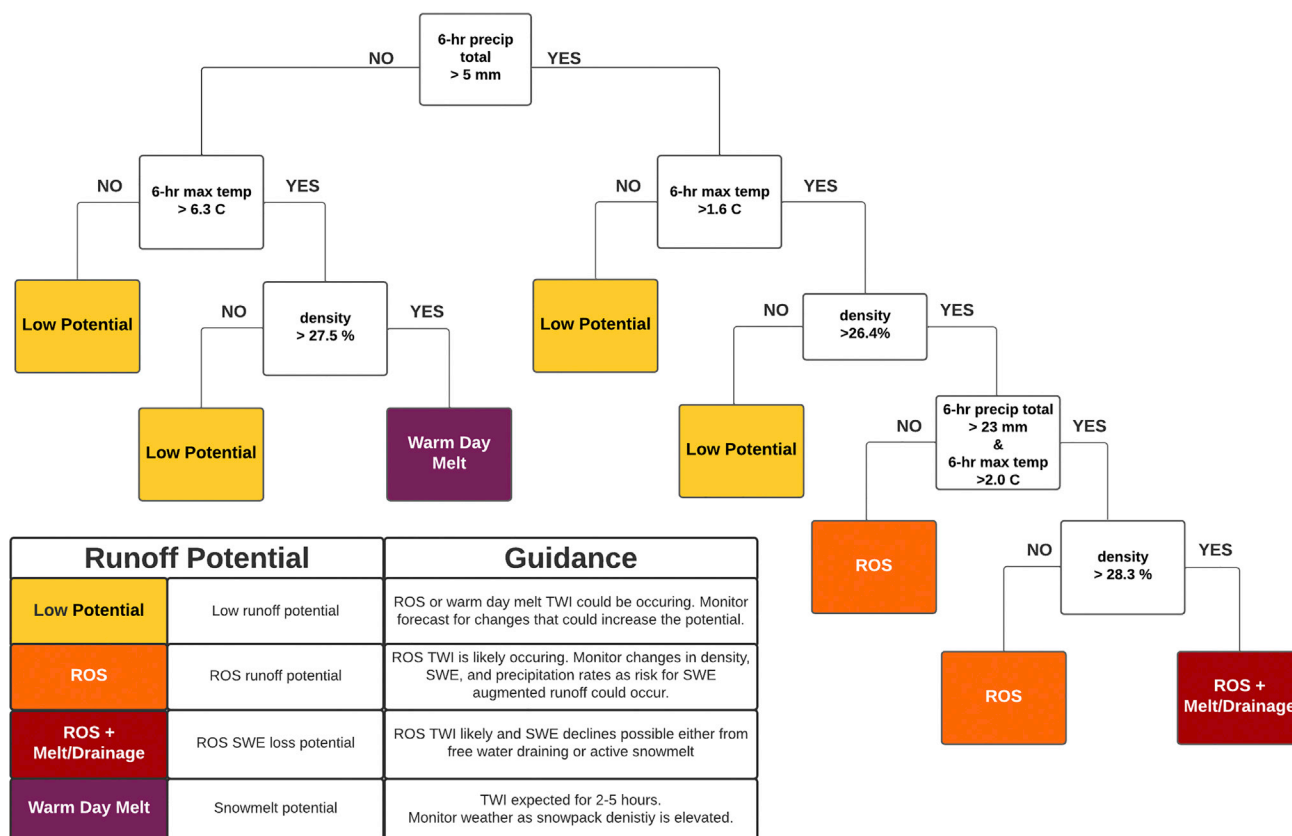 6-hr precip
total
> 5 mm
NO
YES
6-hr max temp
> 6.3 C
NO
YES
6-hr max temp
>1.6 C
NO
YES
Low Potential
density
> 27.5 %
NO
YES
Low Potential
density
>26.4%
NO
YES
Low Potential
Warm Day
Melt
Low Potential
6-hr precip total
> 23 mm
&
6-hr max temp
>2.0 C
NO
YES
ROS
density
> 28.3 %
NO
YES
ROS
ROS +
Melt/Drainage
Runoff Potential
Guidance
Low Potential
Low runoff potential
ROS or warm day melt TWI could be occuring. Monitor
forecast for changes that could increase the potential.
ROS
ROS runoff potential
ROS TWI is likely occuring. Monitor changes in density,
SWE, and precipitation rates as risk for SWE
augmented runoff could occur.
ROS +
Melt/Drainage
ROS SWE loss potential
ROS TWI likely and SWE declines possible either from
free water draining or active snowmelt
Warm Day Melt
Snowmelt potential
TWI expected for 2-5 hours.
Monitor weather as snowpack denistiy is elevated.